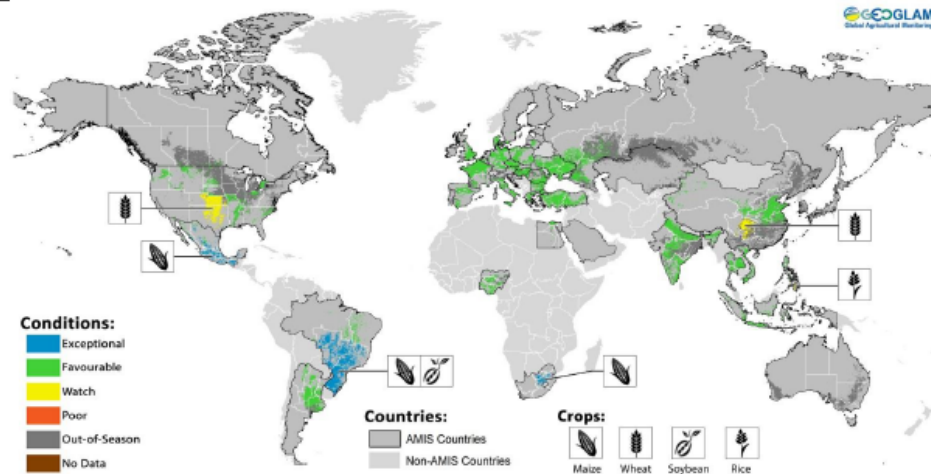 GEOGLAM
Global Agricultural Monitoring
Conditions:
Exceptional
Favourable
Watch
Poor
Out-of-Season
No Data
Countries:
AMIS Countries
Non-AMIS Countries
Crops:
Maize
Wheat
Soybean
Rice